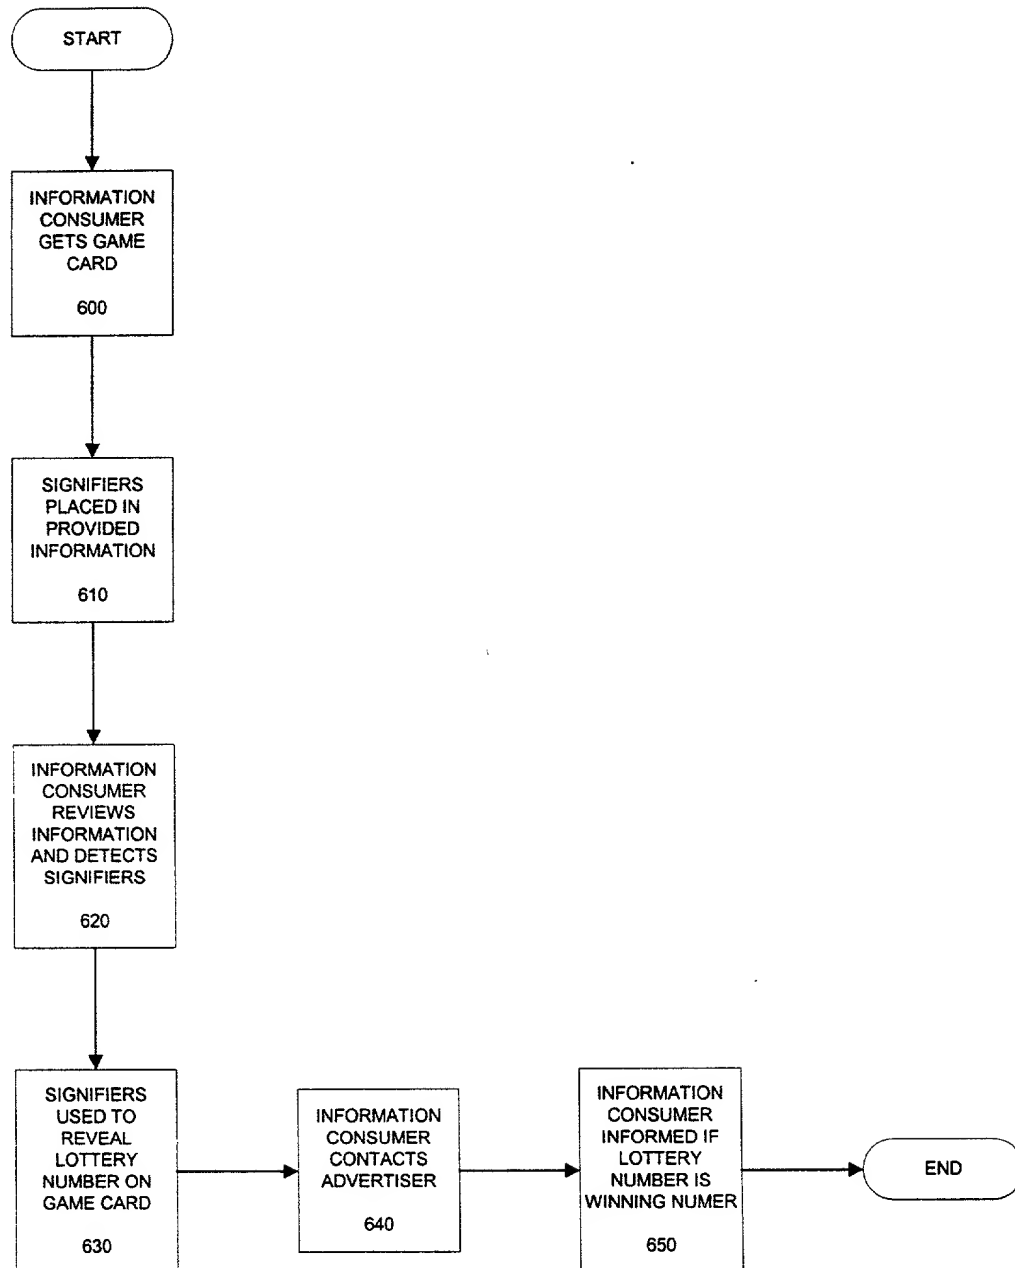 START
INFORMATION
CONSUMER
GETS GAME
CARD
600
SIGNIFIERS
PLACED IN
PROVIDED
INFORMATION
610
INFORMATION
CONSUMER
REVIEWS
INFORMATION
AND DETECTS
SIGNIFIERS
620
SIGNIFIERS
USED TO
REVEAL
LOTTERY
NUMBER ON
GAME CARD
630
INFORMATION
CONSUMER
CONTACTS
ADVERTISER
640
INFORMATION
CONSUMER
INFORMED IF
LOTTERY
NUMBER IS
WINNING NUMER
650
END